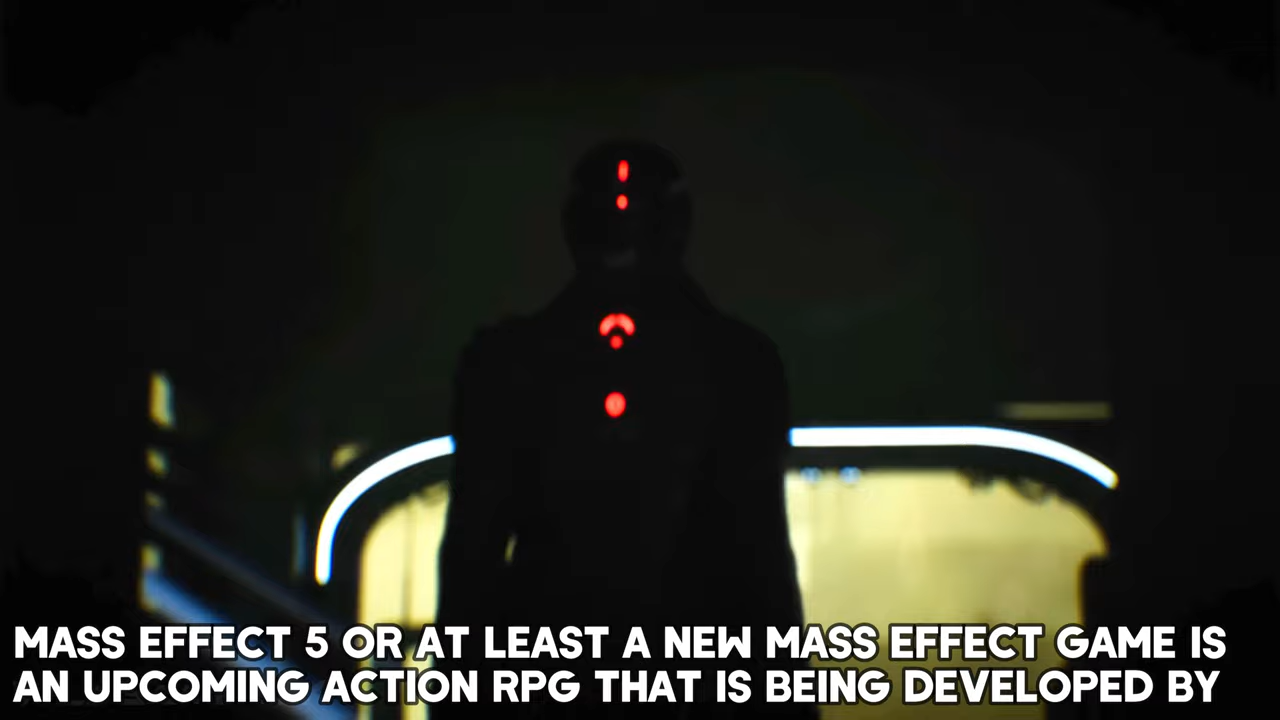 MASS EFFECT 5 OR AT LEAST A NEW MASS EFFECT GAME IS
AN UPCOMING ACTION RPG THAT IS BEING DEVELOPED BY